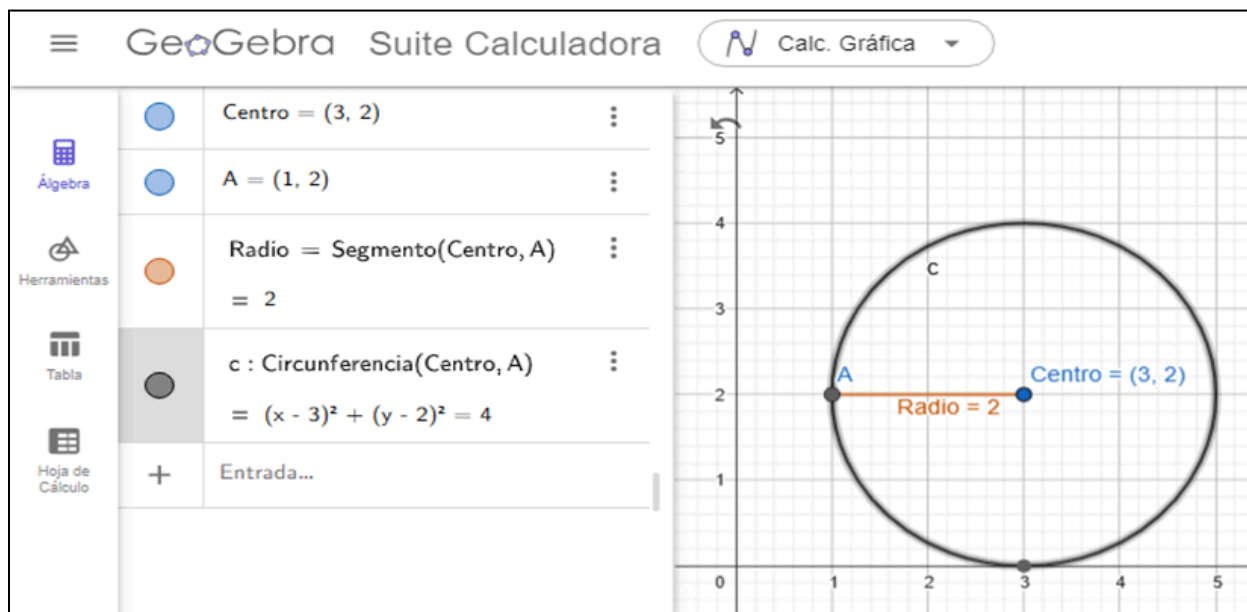 GeoGebra Suite Calculadora Calc. Gráfica
Álgebra
Herramientas
Tabla
Hoja de
Cálculo
Centro = (3, 2)
A = (1, 2)
Radio = Segmento(Centro, A)
= 2
c : Circunferencia(Centro, A)
= (x - 3)² + (y - 2)² = 4
+ Entrada...
5
4
c
3
A
Centro = (3, 2)
2
Radio = 2
1
0 1 2 3 4 5